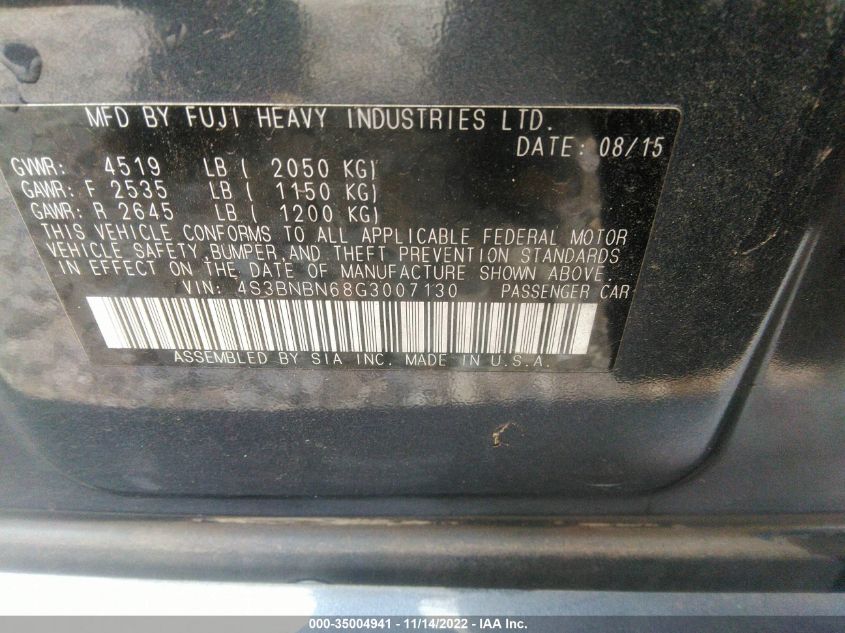 MFD BY FUJI HEAVY INDUSTRIES LTD.
DATE: 08/15
GVWR: 4519 LB ( 2050 KG)
GAWR: F 2535 LB ( 1150 KG)
GAWR: R 2645 LB ( 1200 KG)
THIS VEHICLE CONFORMS TO ALL APPLICABLE FEDERAL MOTOR
VEHICLE SAFETY, BUMPER, AND THEFT PREVENTION STANDARDS
IN EFFECT ON THE DATE OF MANUFACTURE SHOWN ABOVE.
VIN: 4S3BNBN68G3007130 PASSENGER CAR
ASSEMBLED BY SIA INC. MADE IN U.S.A.
000-35004941 - 11/14/2022 - IAA Inc.